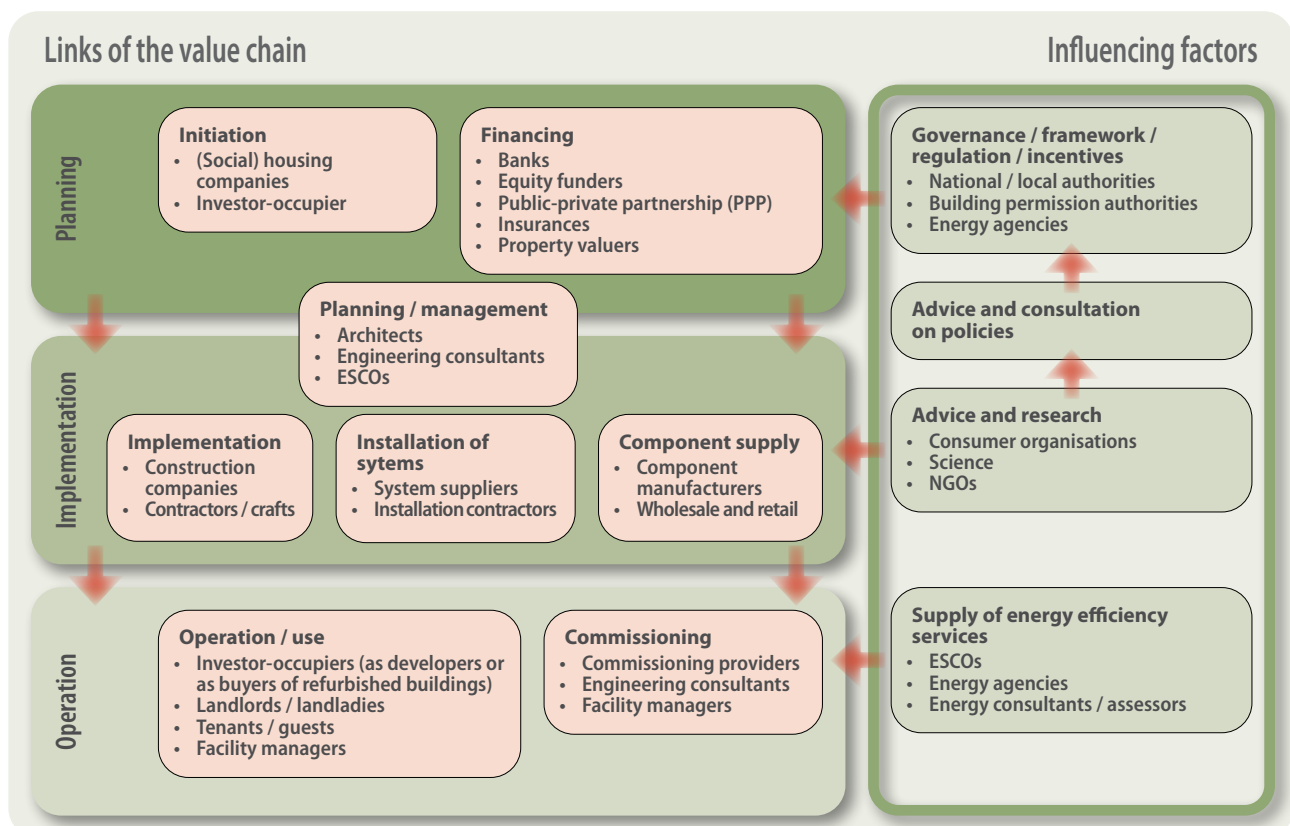 Links of the value chain
Influencing factors
Planning
Initiation
• (Social) housing
companies
• Investor-occupier
Financing
• Banks
• Equity funders
• Public-private partnership (PPP)
• Insurances
• Property valuers
Planning / management
• Architects
• Engineering consultants
• ESCOs
Implementation
Implementation
• Construction
companies
• Contractors / crafts
Installation of
sytems
• System suppliers
• Installation contractors
Component supply
• Component
manufacturers
• Wholesale and retail
Operation
Operation / use
• Investor-occupiers (as developers or
as buyers of refurbished buildings)
• Landlords / landladies
• Tenants / guests
• Facility managers
Commissioning
• Commissioning providers
• Engineering consultants
• Facility managers
Governance / framework /
regulation / incentives
• National / local authorities
• Building permission authorities
• Energy agencies
Advice and consultation
on policies
Advice and research
• Consumer organisations
• Science
• NGOs
Supply of energy efficiency
services
• ESCOs
• Energy agencies
• Energy consultants / assessors